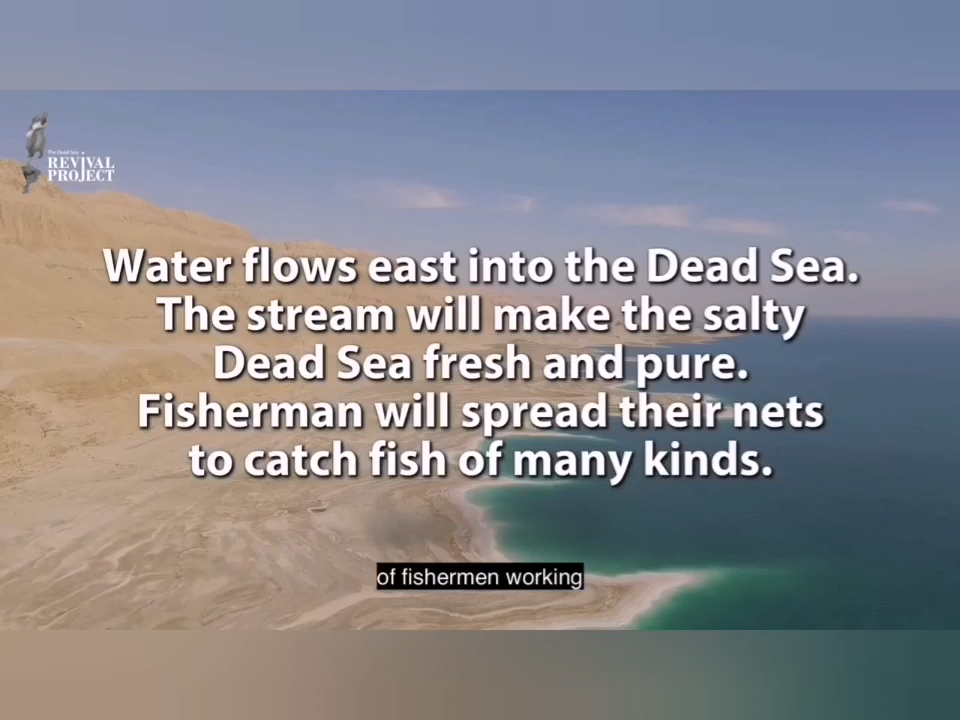 The Dead Sea
REVIVAL
PROJECT
Water flows east into the Dead Sea.
The stream will make the salty
Dead Sea fresh and pure.
Fisherman will spread their nets
to catch fish of many kinds.
of fishermen working